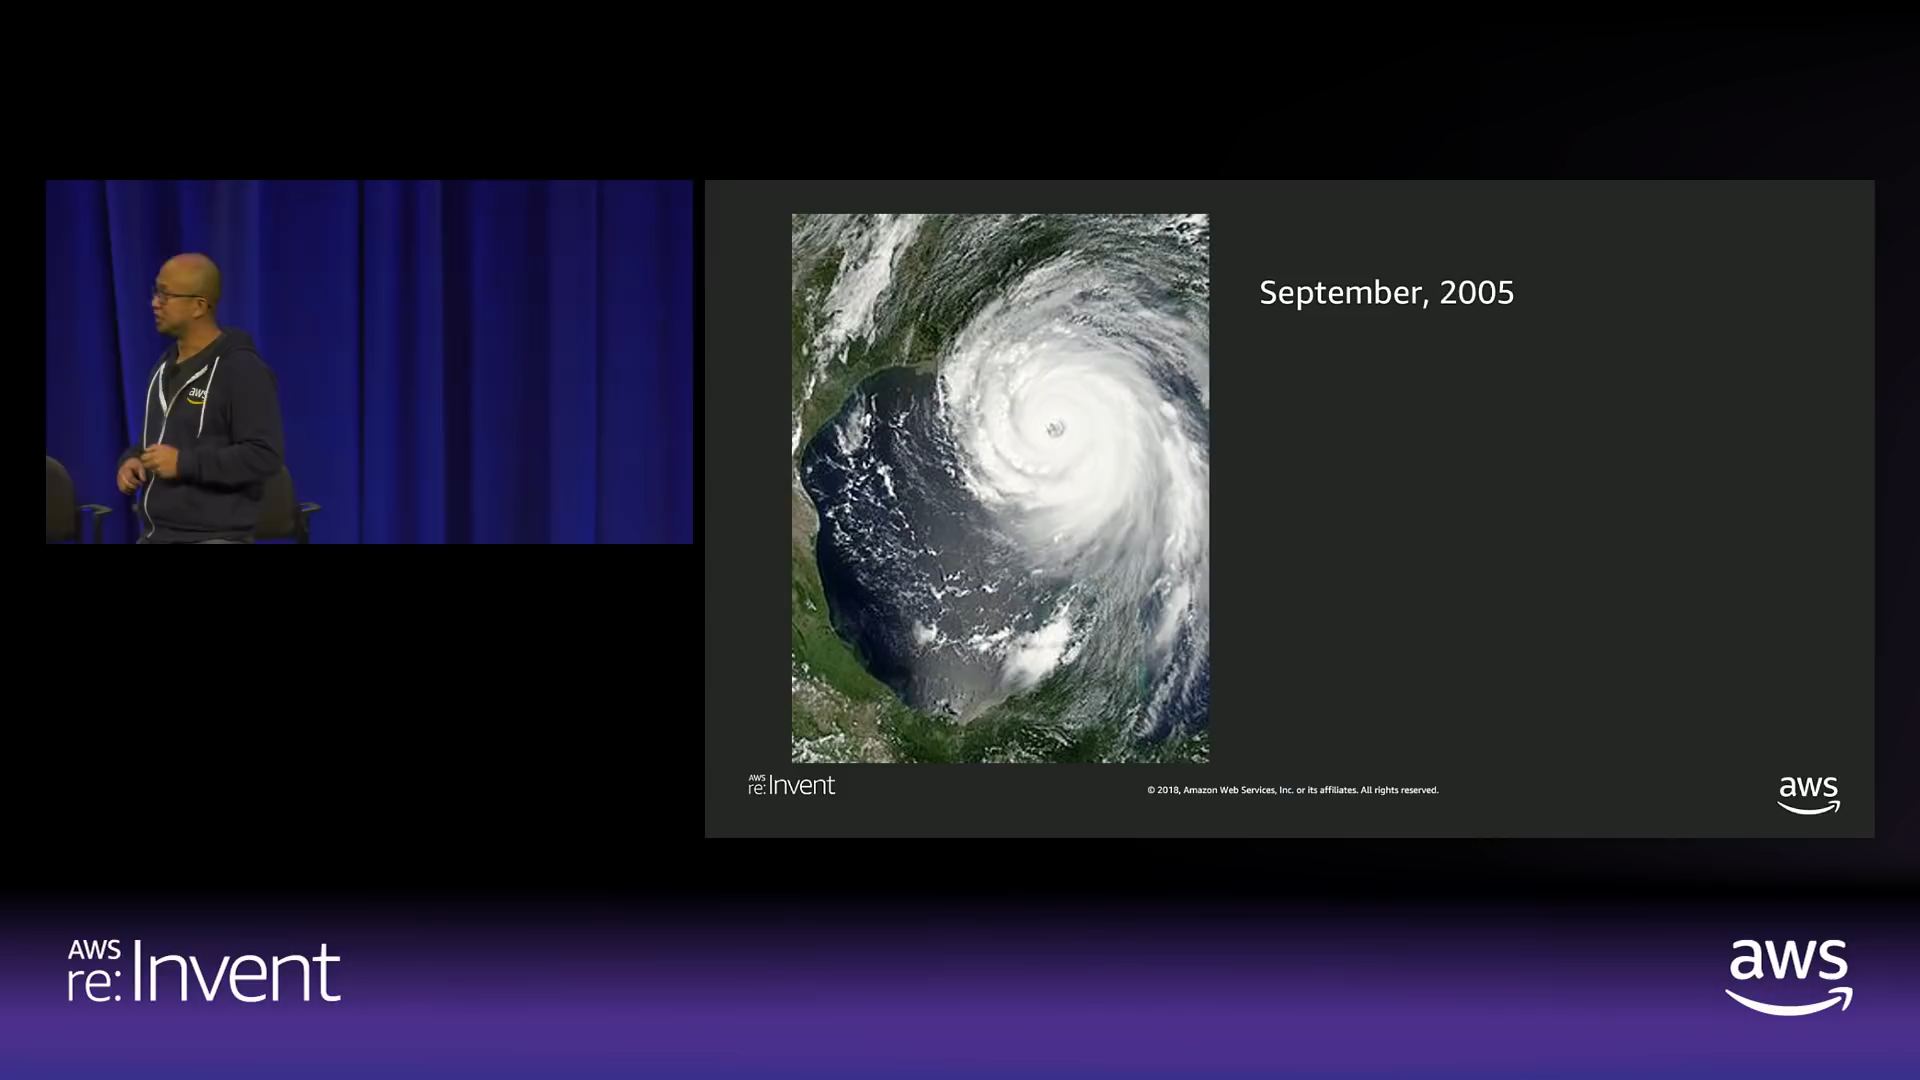 aws
September, 2005
AWS
re:Invent
© 2018, Amazon Web Services, Inc. or its affiliates. All rights reserved.
aws
AWS
re:Invent
aws